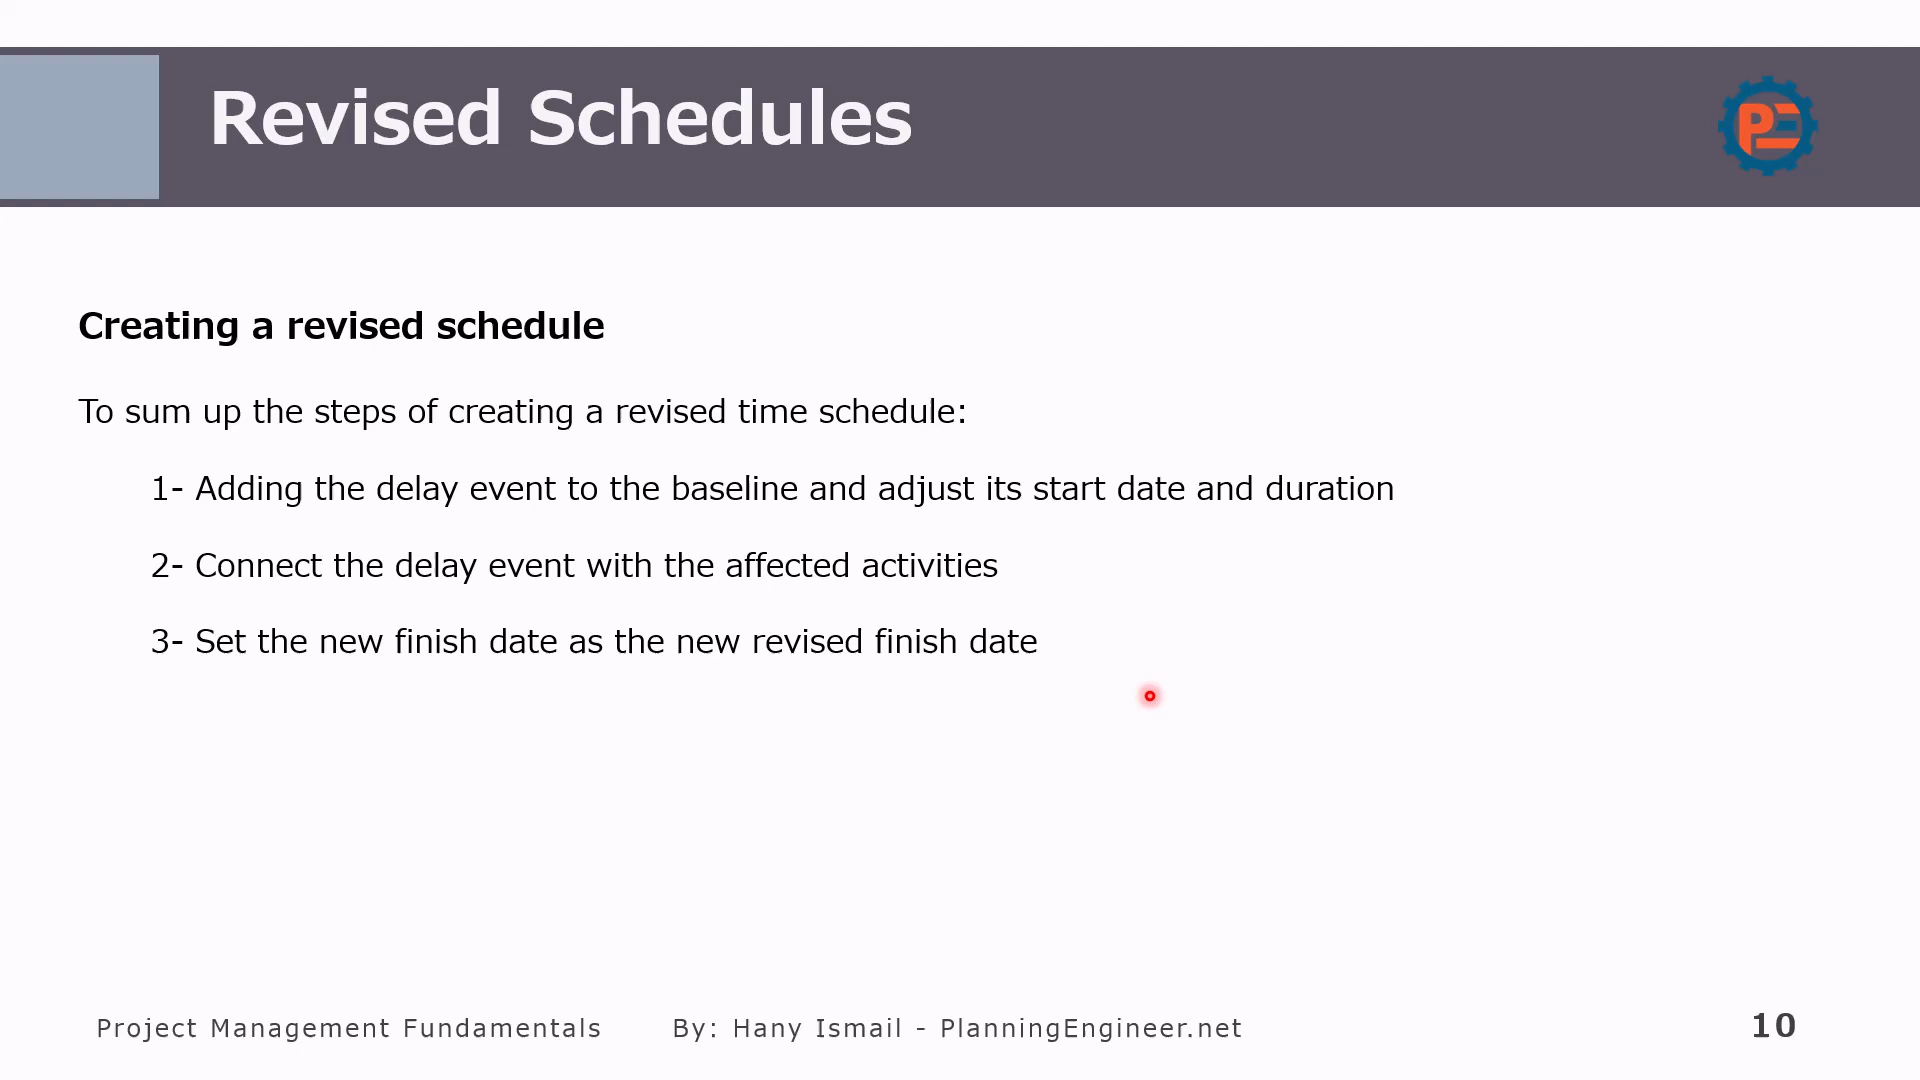 Revised Schedules
PE
Creating a revised schedule
To sum up the steps of creating a revised time schedule:
1- Adding the delay event to the baseline and adjust its start date and duration
2- Connect the delay event with the affected activities
3- Set the new finish date as the new revised finish date
Project Management Fundamentals By: Hany Ismail - PlanningEngineer.net 10